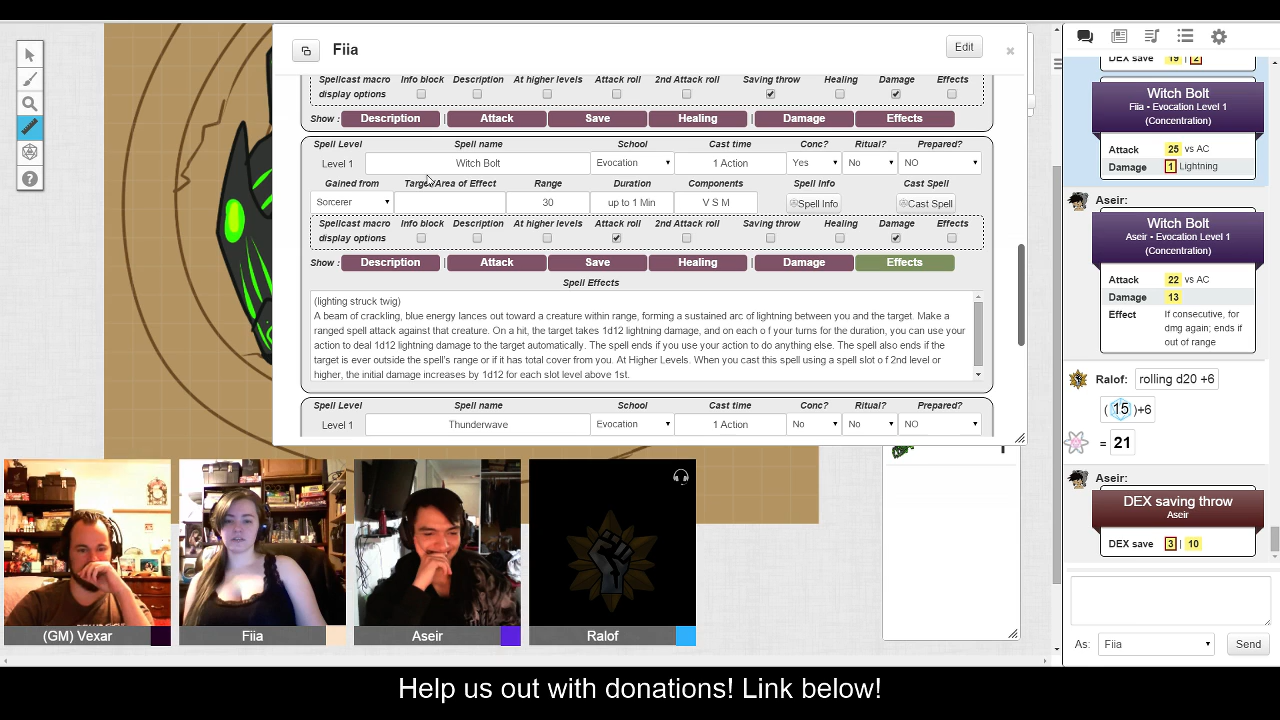 Fiia
Edit
×
Spellcast macro Info block Description At higher levels Attack roll 2nd Attack roll Saving throw Healing Damage Effects
display options
Show : Description | Attack Save Healing | Damage Effects
Spell Level Spell name School Cast time Conc? Ritual? Prepared?
Level 1 Witch Bolt Evocation 1 Action Yes No NO
Gained from Target/Area of Effect Range Duration Components Spell Info Cast Spell
Sorcerer 30 up to 1 Min V S M Spell Info Cast Spell
Spellcast macro Info block Description At higher levels Attack roll 2nd Attack roll Saving throw Healing Damage Effects
display options
Show : Description | Attack Save Healing | Damage Effects
Spell Effects
(lighting struck twig)
A beam of crackling, blue energy lances out toward a creature within range, forming a sustained arc of lightning between you and the target. Make a
ranged spell attack against that creature. On a hit, the target takes 1d12 lightning damage, and on each o f your turns for the duration, you can use your
action to deal 1d12 lightning damage to the target automatically. The spell ends if you use your action to do anything else. The spell also ends if the
target is ever outside the spell's range or if it has total cover from you. At Higher Levels. When you cast this spell using a spell slot o f 2nd level or
higher, the initial damage increases by 1d12 for each slot level above 1st.
Spell Level Spell name School Cast time Conc? Ritual? Prepared?
Level 1 Thunderwave Evocation 1 Action No No NO
DEX save 19 | 2
Witch Bolt
Fiia - Evocation Level 1
(Concentration)
Attack 25 vs AC
Damage 1 Lightning
Aseir:
Witch Bolt
Aseir - Evocation Level 1
(Concentration)
Attack 22 vs AC
Damage 13
Effect If consecutive, for
dmg again; ends if
out of range
Ralof: rolling d20 +6
(15)+6
= 21
Aseir:
DEX saving throw
Aseir
DEX save 3 | 10
As: Fiia Send
(GM) Vexar
Fiia
Aseir
Ralof
Help us out with donations! Link below!